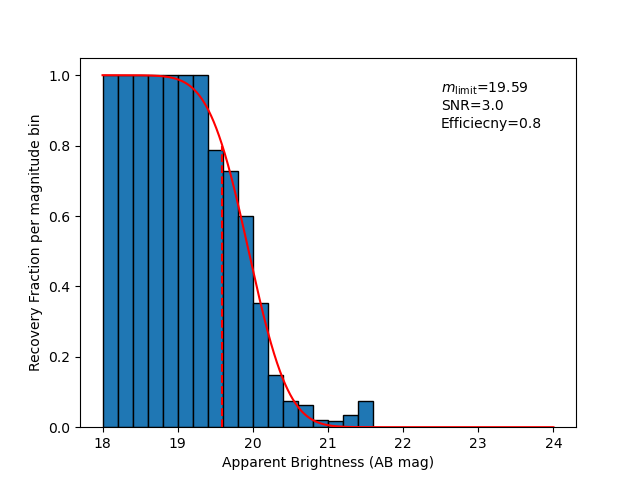 m_limit=19.59
SNR=3.0
Efficiecny=0.8
Recovery Fraction per magnitude bin
1.0
0.8
0.6
0.4
0.2
0.0
18 19 20 21 22 23 24
Apparent Brightness (AB mag)